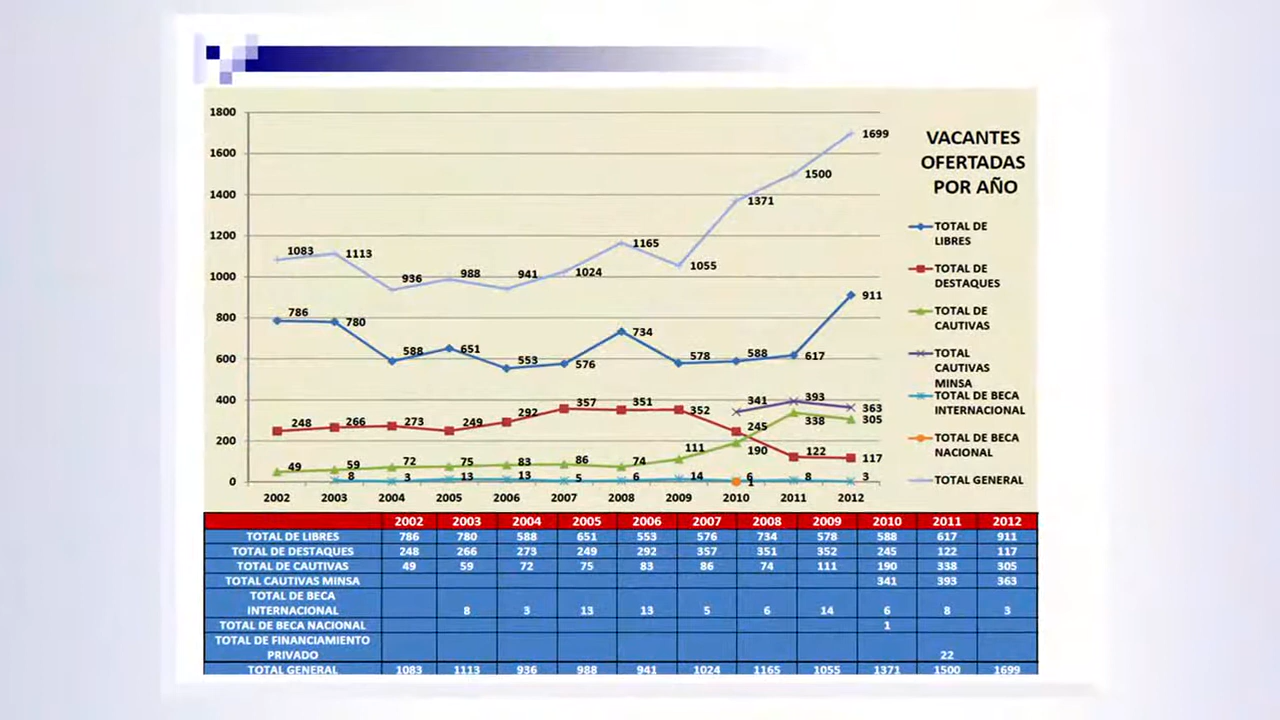 1800
1600
1400
1200
1000
800
600
400
200
0
1083 1113 936 988 941 1024 1165 1055 1371 1500 1699
786 780 588 651 553 576 734 578 588 617 911
248 266 273 249 292 357 351 352 245 122 117
49 59 72 75 83 86 74 111 190 338 305
341 393 363
8 3 13 13 5 6 14 6 8 3
1
2002 2003 2004 2005 2006 2007 2008 2009 2010 2011 2012
VACANTES
OFERTADAS
POR AÑO
TOTAL DE
LIBRES
TOTAL DE
DESTAQUES
TOTAL DE
CAUTIVAS
TOTAL
CAUTIVAS
MINSA
TOTAL DE BECA
INTERNACIONAL
TOTAL DE BECA
NACIONAL
TOTAL GENERAL
2002 2003 2004 2005 2006 2007 2008 2009 2010 2011 2012
TOTAL DE LIBRES 786 780 588 651 553 576 734 578 588 617 911
TOTAL DE DESTAQUES 248 266 273 249 292 357 351 352 245 122 117
TOTAL DE CAUTIVAS 49 59 72 75 83 86 74 111 190 338 305
TOTAL CAUTIVAS MINSA 341 393 363
TOTAL DE BECA
INTERNACIONAL 8 3 13 13 5 6 14 6 8 3
TOTAL DE BECA NACIONAL 1
TOTAL DE FINANCIAMIENTO
PRIVADO 22
TOTAL GENERAL 1083 1113 936 988 941 1024 1165 1055 1371 1500 1699